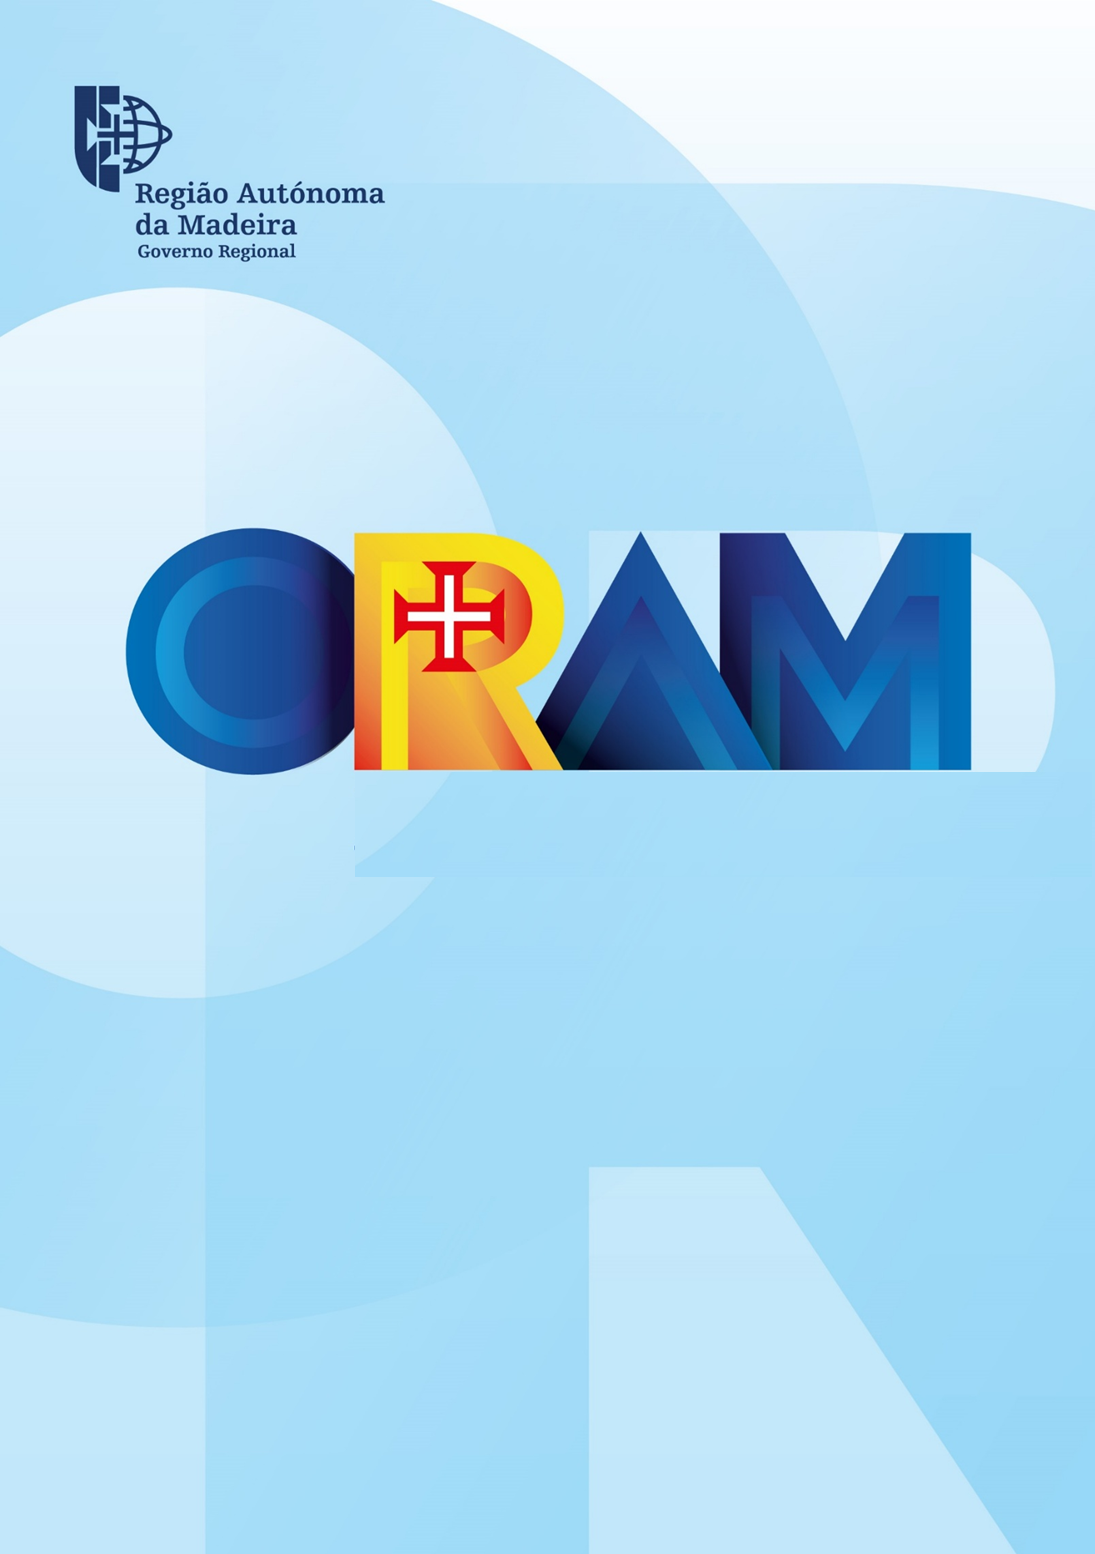 Região Autónoma
da Madeira
Governo Regional
ORAM